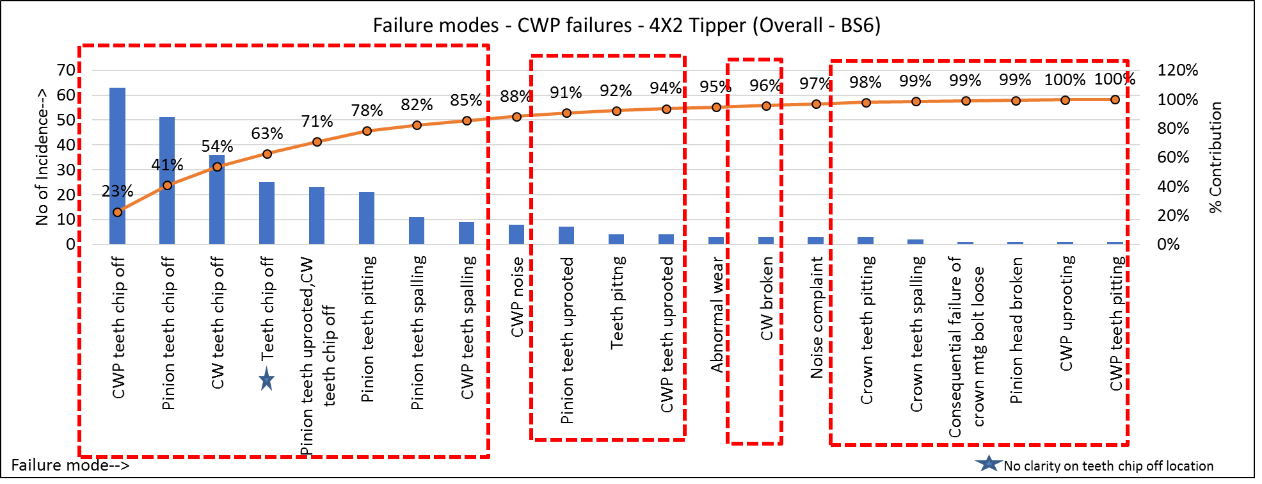 Failure modes - CWP failures - 4X2 Tipper (Overall - BS6)
No of Incidence-->
70
60
50
40
30
20
10
0
23%
41%
54%
63%
71%
78%
82%
85%
88%
91%
92%
94%
95%
96%
97%
98%
99%
99%
99%
100%
100%
120%
100%
80%
60%
40%
20%
0%
% Contribution
CWP teeth chip off
Pinion teeth chip off
CW teeth chip off
Teeth chip off
Pinion teeth uprooted,CW
teeth chip off
Pinion teeth pitting
Pinion teeth spalling
CWP teeth spalling
CWP noise
Pinion teeth uprooted
Teeth pittng
CWP teeth uprooted
Abnormal wear
CW broken
Noise complaint
Crown teeth pitting
Crown teeth spalling
Consequential failure of
crown mtg bolt loose
Pinion head broken
CWP uprooting
CWP teeth pitting
Failure mode-->
No clarity on teeth chip off location